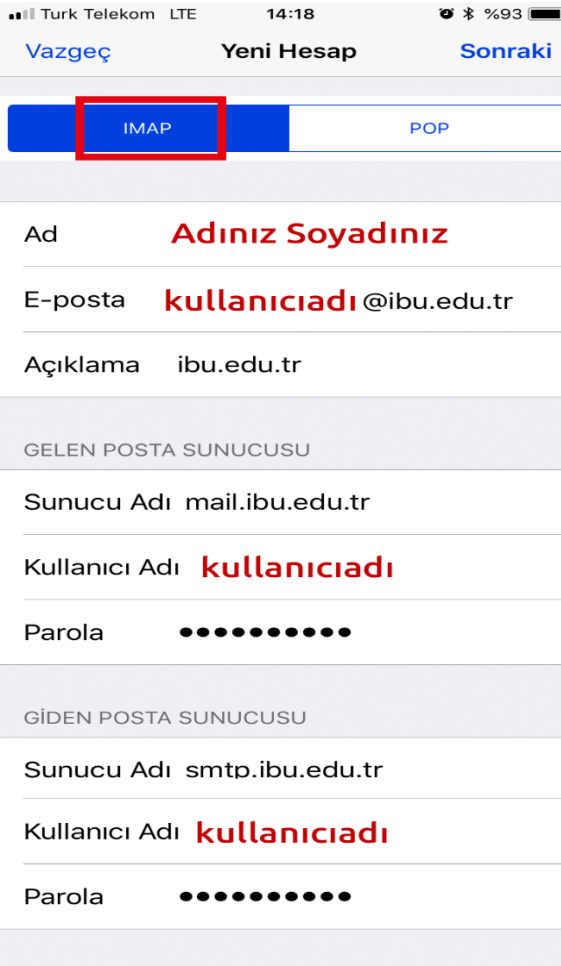 Turk Telekom LTE 14:18 %93
Vazgeç Yeni Hesap Sonraki
IMAP POP
Ad Adınız Soyadınız
E-posta kullanıcıadı @ibu.edu.tr
Açıklama ibu.edu.tr
GELEN POSTA SUNUCUSU
Sunucu Adı mail.ibu.edu.tr
Kullanıcı Adı kullanıcıadı
Parola ••••••••••
GİDEN POSTA SUNUCUSU
Sunucu Adı smtp.ibu.edu.tr
Kullanıcı Adı kullanıcıadı
Parola ••••••••••